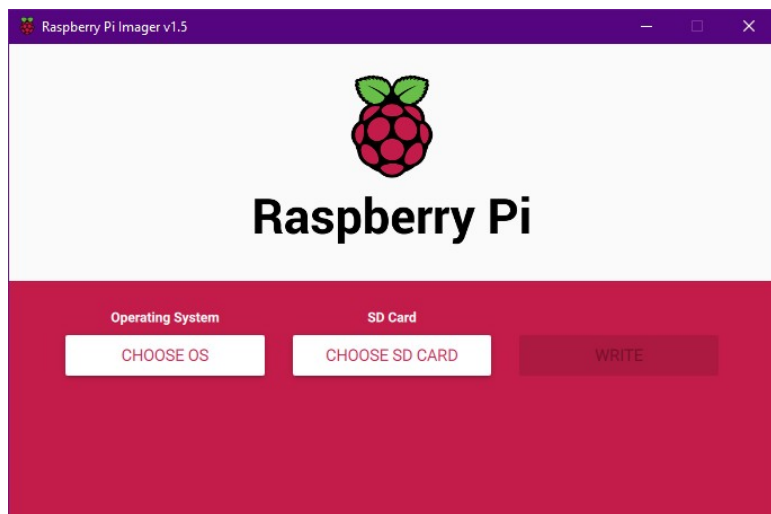 Raspberry Pi Imager v1.5
Raspberry Pi
Operating System
SD Card
CHOOSE OS
CHOOSE SD CARD
WRITE